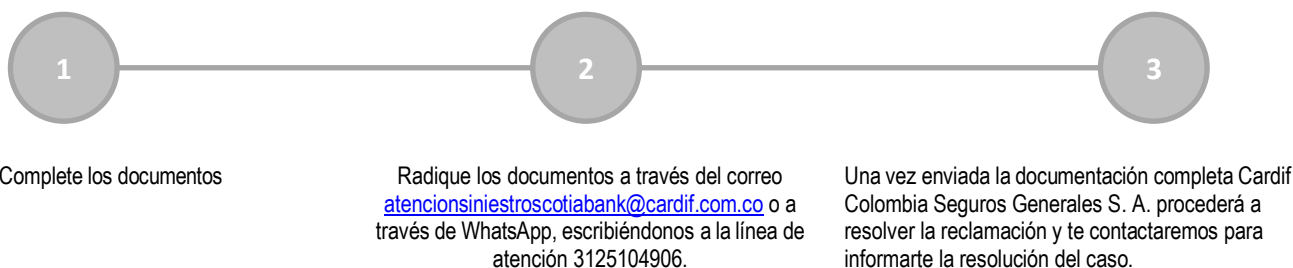 1
2
3
Complete los documentos
Radique los documentos a través del correo
atencionsiniestroscotiabank@cardif.com.co o a
través de WhatsApp, escribiéndonos a la línea de
atención 3125104906.
Una vez enviada la documentación completa Cardif
Colombia Seguros Generales S. A. procederá a
resolver la reclamación y te contactaremos para
informarte la resolución del caso.